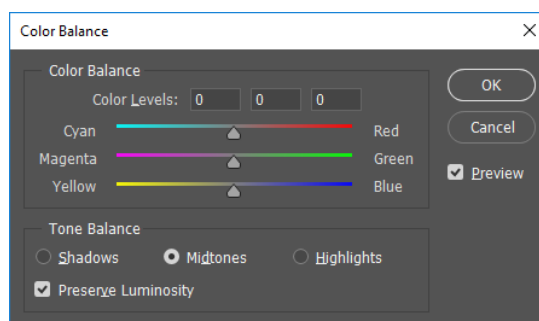 Color Balance
Color Balance
Color Levels: 0 0 0
Cyan Red
Magenta Green
Yellow Blue
Tone Balance
Shadows Midtones Highlights
Preserve Luminosity
OK
Cancel
Preview